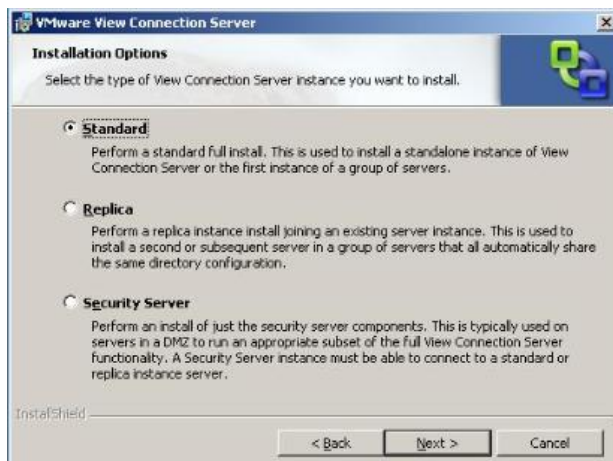 VMware View Connection Server
Installation Options
Select the type of View Connection Server instance you want to install.
Standard
Perform a standard full install. This is used to install a standalone instance of View
Connection Server or the first instance of a group of servers.
Replica
Perform a replica instance install joining an existing server instance. This is used to
install a second or subsequent server in a group of servers that all automatically share
the same directory configuration.
Security Server
Perform an install of just the security server components. This is typically used on
servers in a DMZ to run an appropriate subset of the full View Connection Server
functionality. A Security Server instance must be able to connect to a standard or
replica instance server.
InstallShield
< Back Next > Cancel